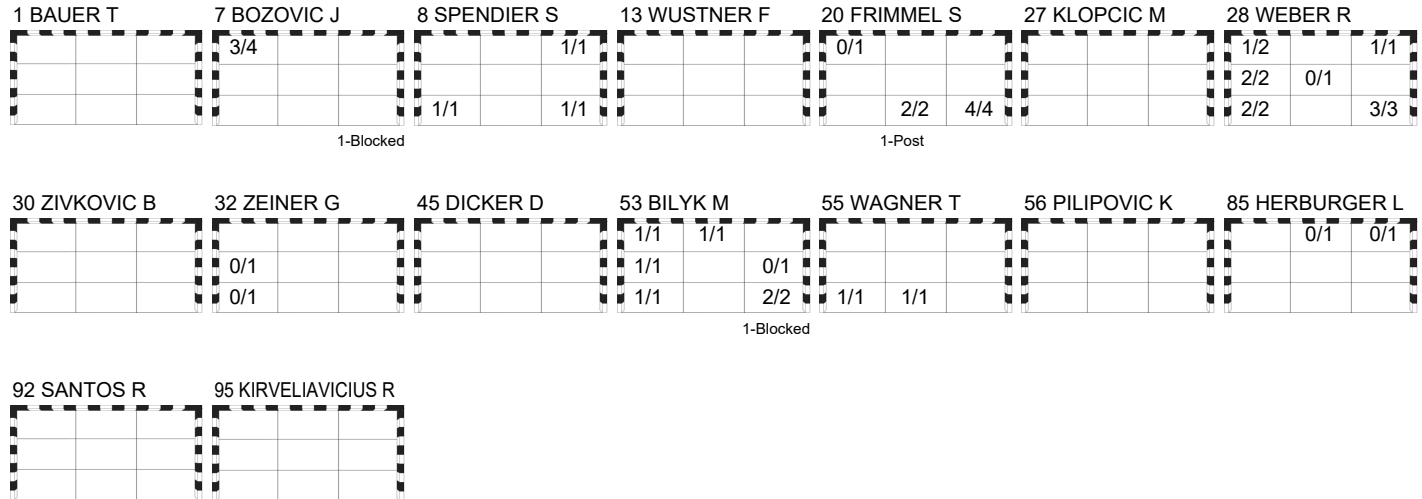 1 BAUER T 7 BOZOVIC J 8 SPENDIER S 13 WUSTNER F 20 FRIMMEL S 27 KLOPCIC M 28 WEBER R
3/4 1/1 0/1 1/2 1/1
2/2 0/1
1/1 1/1 2/2 4/4 2/2 3/3
1-Blocked 1-Post
30 ZIVKOVIC B 32 ZEINER G 45 DICKER D 53 BILYK M 55 WAGNER T 56 PILIPOVIC K 85 HERBURGER L
1/1 1/1 0/1 0/1
0/1 1/1 0/1
0/1 1/1 2/2 1/1 1/1
1-Blocked
92 SANTOS R 95 KIRVELIAVICIUS R